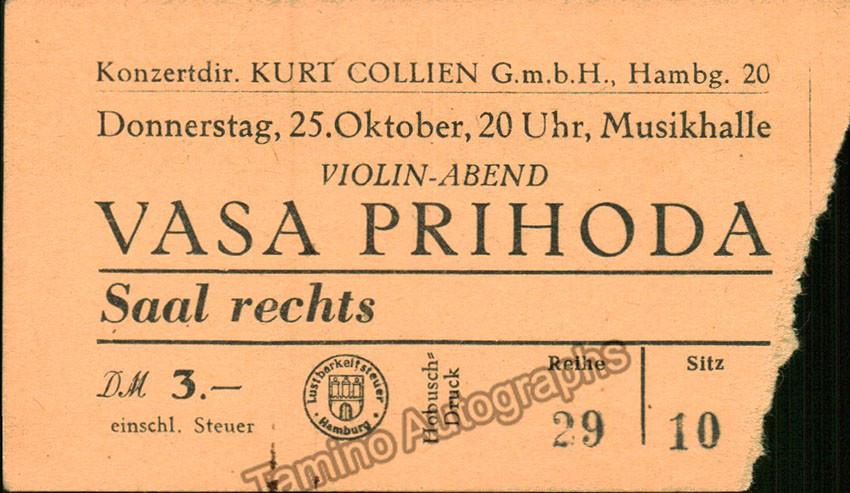 Konzertdir. KURT COLLIEN G.m.b.H., Hambg. 20
Donnerstag, 25.Oktober, 20 Uhr, Musikhalle
VIOLIN-ABEND
VASA PRIHODA
Saal rechts
DM 3.—
einschl. Steuer
Lustbarkeitsteuer
Hamburg
Hobusch=
Druck
Reihe
29
Sitz
10
Tamino Autographs